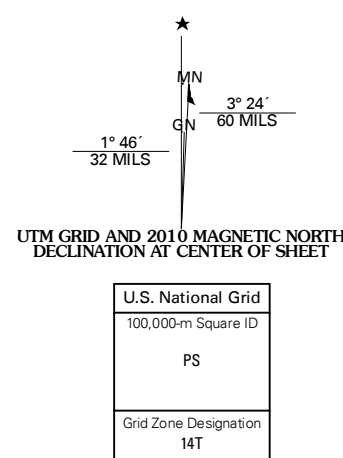 ★
MN
3° 24´
60 MILS
GN
1° 46´
32 MILS
UTM GRID AND 2010 MAGNETIC NORTH
DECLINATION AT CENTER OF SHEET
U.S. National Grid
100,000-m Square ID
PS
Grid Zone Designation
14T